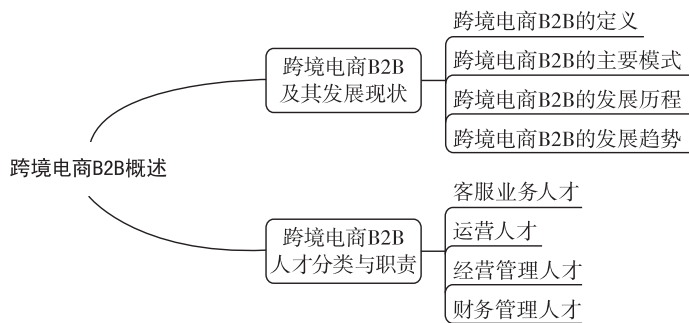 跨境电商B2B概述
跨境电商B2B
及其发展现状
跨境电商B2B的定义
跨境电商B2B的主要模式
跨境电商B2B的发展历程
跨境电商B2B的发展趋势
跨境电商B2B
人才分类与职责
客服业务人才
运营人才
经营管理人才
财务管理人才